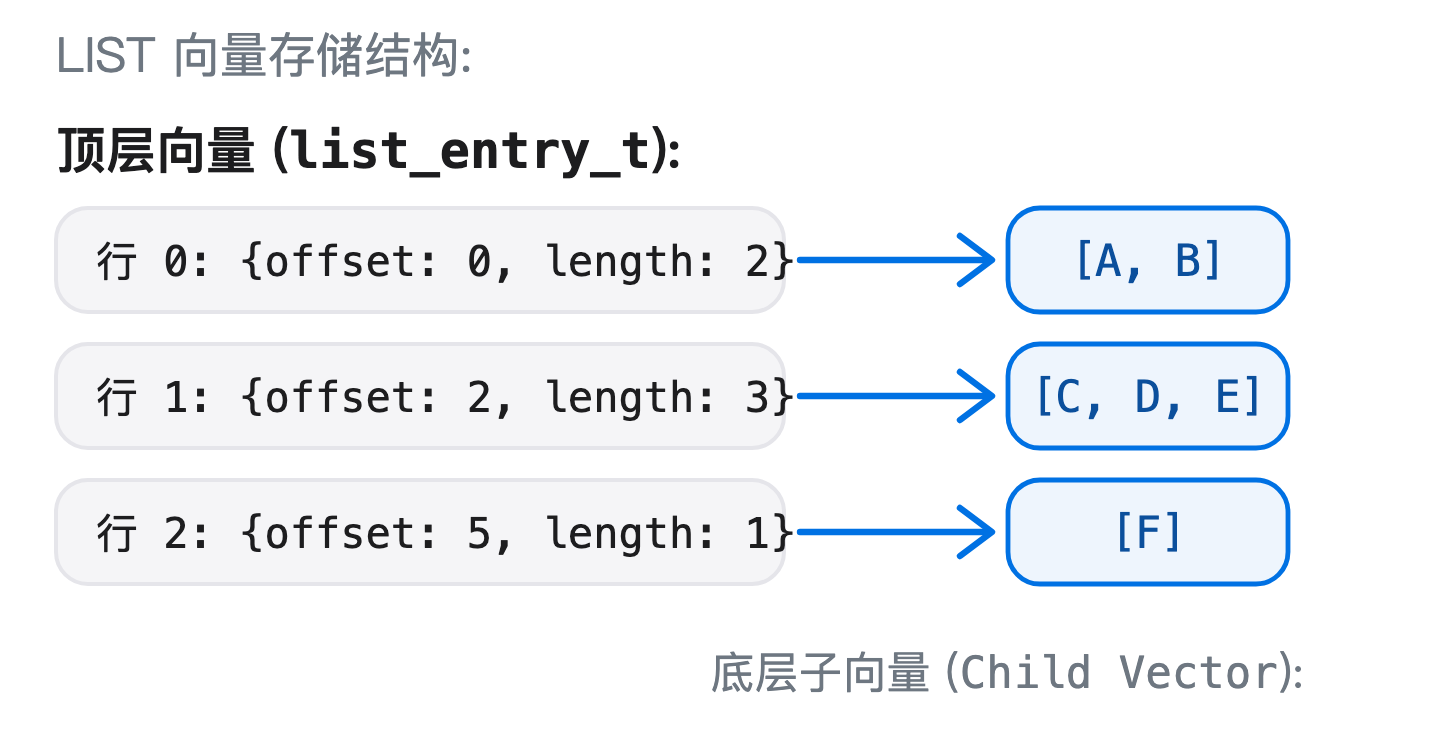 LIST 向量存储结构:
顶层向量 (list_entry_t):
行 0: {offset: 0, length: 2}
[A, B]
行 1: {offset: 2, length: 3}
[C, D, E]
行 2: {offset: 5, length: 1}
[F]
底层子向量 (Child Vector):